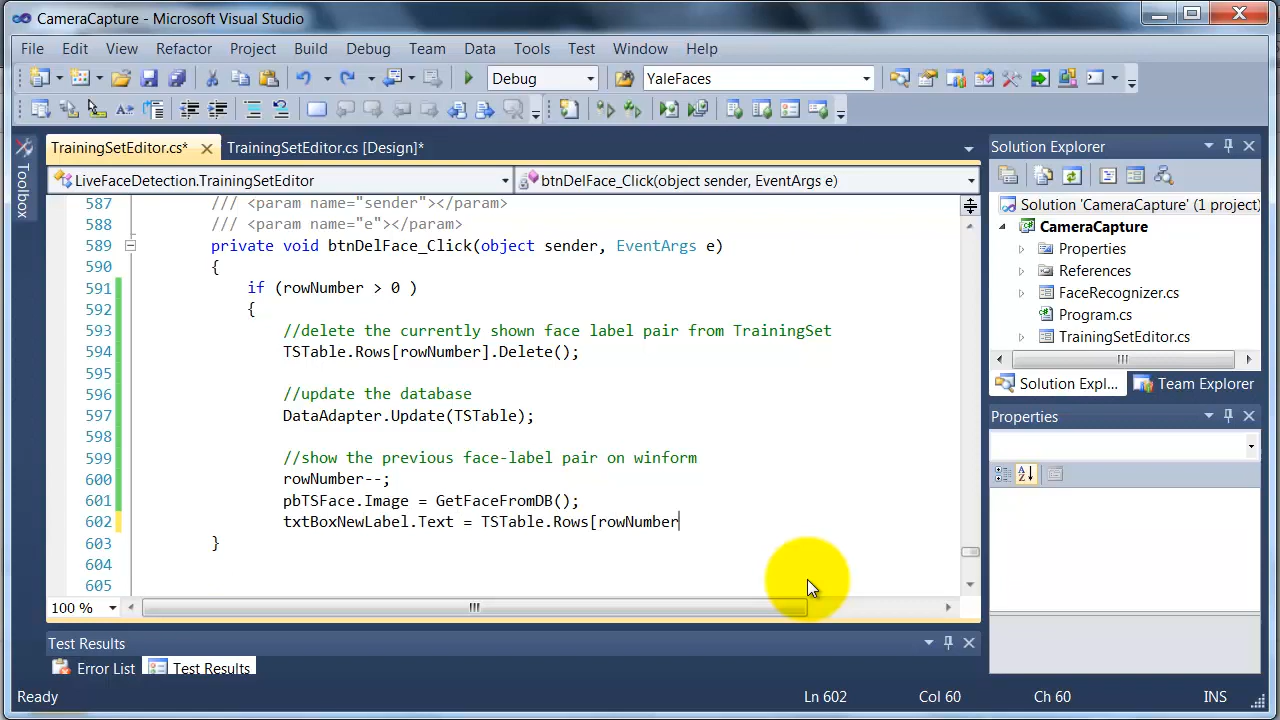 CameraCapture - Microsoft Visual Studio
File Edit View Refactor Project Build Debug Team Data Tools Test Window Help
Debug YaleFaces
TrainingSetEditor.cs* TrainingSetEditor.cs [Design]*
LiveFaceDetection.TrainingSetEditor btnDelFace_Click(object sender, EventArgs e)
587 /// <param name="sender"></param>
588 /// <param name="e"></param>
589 private void btnDelFace_Click(object sender, EventArgs e)
590 {
591 if (rowNumber > 0 )
592 {
593 //delete the currently shown face label pair from TrainingSet
594 TSTable.Rows[rowNumber].Delete();
595
596 //update the database
597 DataAdapter.Update(TSTable);
598
599 //show the previous face-label pair on winform
600 rowNumber--;
601 pbTSFace.Image = GetFaceFromDB();
602 txtBoxNewLabel.Text = TSTable.Rows[rowNumber
603 }
604
605
100 %
Toolbox
Solution Explorer
Solution 'CameraCapture' (1 project)
CameraCapture
Properties
References
FaceRecognizer.cs
Program.cs
TrainingSetEditor.cs
Solution Expl... Team Explorer
Properties
Test Results
Error List Test Results
Ready Ln 602 Col 60 Ch 60 INS